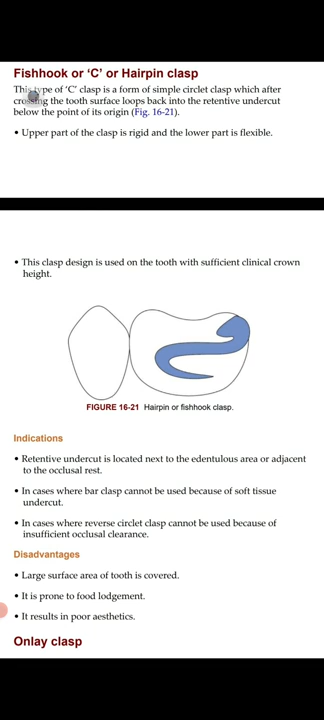 Fishhook or ‘C’ or Hairpin clasp
This type of ‘C’ clasp is a form of simple circlet clasp which after
crossing the tooth surface loops back into the retentive undercut
below the point of its origin (Fig. 16-21).
• Upper part of the clasp is rigid and the lower part is flexible.
• This clasp design is used on the tooth with sufficient clinical crown
height.
FIGURE 16-21 Hairpin or fishhook clasp.
Indications
• Retentive undercut is located next to the edentulous area or adjacent
to the occlusal rest.
• In cases where bar clasp cannot be used because of soft tissue
undercut.
• In cases where reverse circlet clasp cannot be used because of
insufficient occlusal clearance.
Disadvantages
• Large surface area of tooth is covered.
• It is prone to food lodgement.
• It results in poor aesthetics.
Onlay clasp